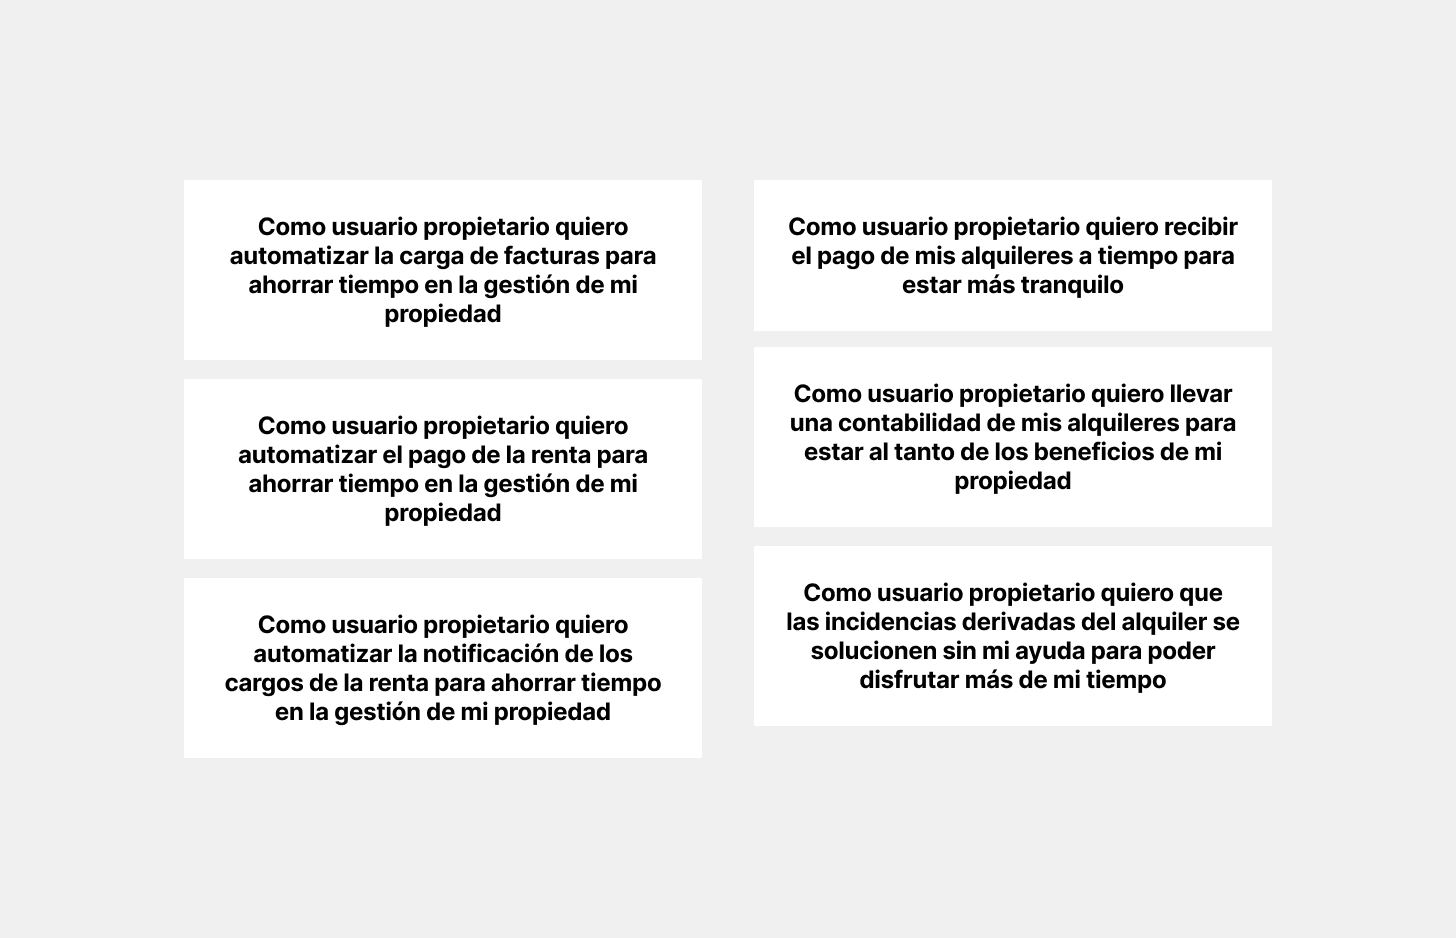 Como usuario propietario quiero
automatizar la carga de facturas para
ahorrar tiempo en la gestión de mi
propiedad
Como usuario propietario quiero
automatizar el pago de la renta para
ahorrar tiempo en la gestión de mi
propiedad
Como usuario propietario quiero
automatizar la notificación de los
cargos de la renta para ahorrar tiempo
en la gestión de mi propiedad
Como usuario propietario quiero recibir
el pago de mis alquileres a tiempo para
estar más tranquilo
Como usuario propietario quiero llevar
una contabilidad de mis alquileres para
estar al tanto de los beneficios de mi
propiedad
Como usuario propietario quiero que
las incidencias derivadas del alquiler se
solucionen sin mi ayuda para poder
disfrutar más de mi tiempo